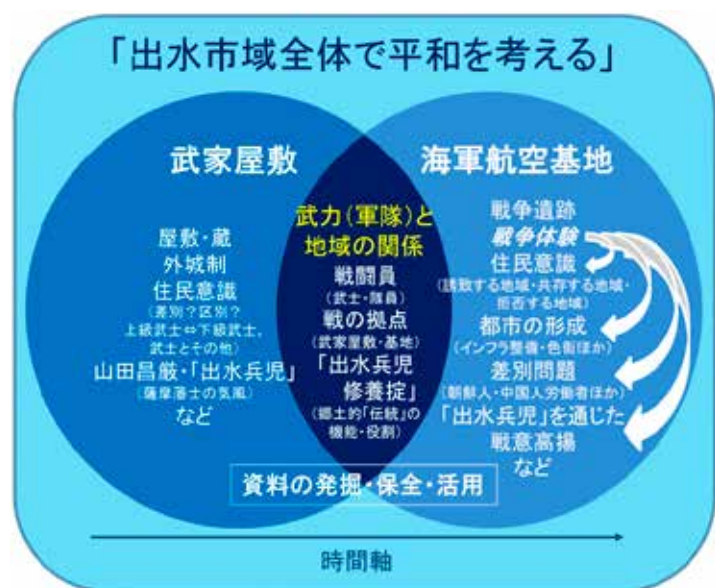 「出水市域全体で平和を考える」
武家屋敷
屋敷・蔵
外城制
住民意識
(差別?区別?
上級武士⇔下級武士,
武士とその他)
山田昌巌・「出水兵児」
(薩摩藩士の気風)
など
武力(軍隊)と
地域の関係
戦闘員
(武士・隊員)
戦の拠点
(武家屋敷・基地)
「出水兵児
修養掟」
(郷土的「伝統」の
機能・役割)
海軍航空基地
戦争遺跡
戦争体験
住民意識
(誘致する地域・共存する地域・
拒否する地域)
都市の形成
(インフラ整備・色街ほか)
差別問題
(朝鮮人・中国人労働者ほか)
「出水兵児」を通じた
戦意高揚
など
資料の発掘・保全・活用
時間軸